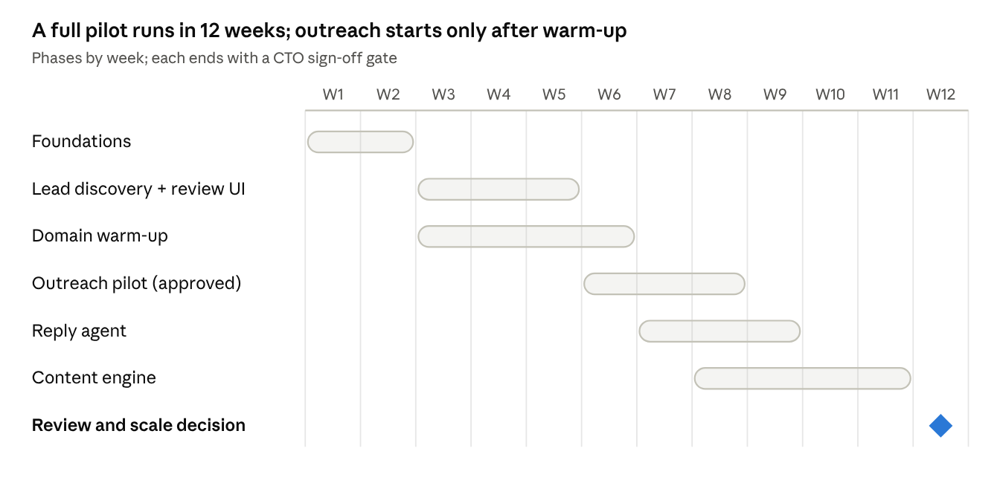 A full pilot runs in 12 weeks; outreach starts only after warm-up
Phases by week; each ends with a CTO sign-off gate
W1 W2 W3 W4 W5 W6 W7 W8 W9 W10 W11 W12
Foundations
Lead discovery + review UI
Domain warm-up
Outreach pilot (approved)
Reply agent
Content engine
Review and scale decision